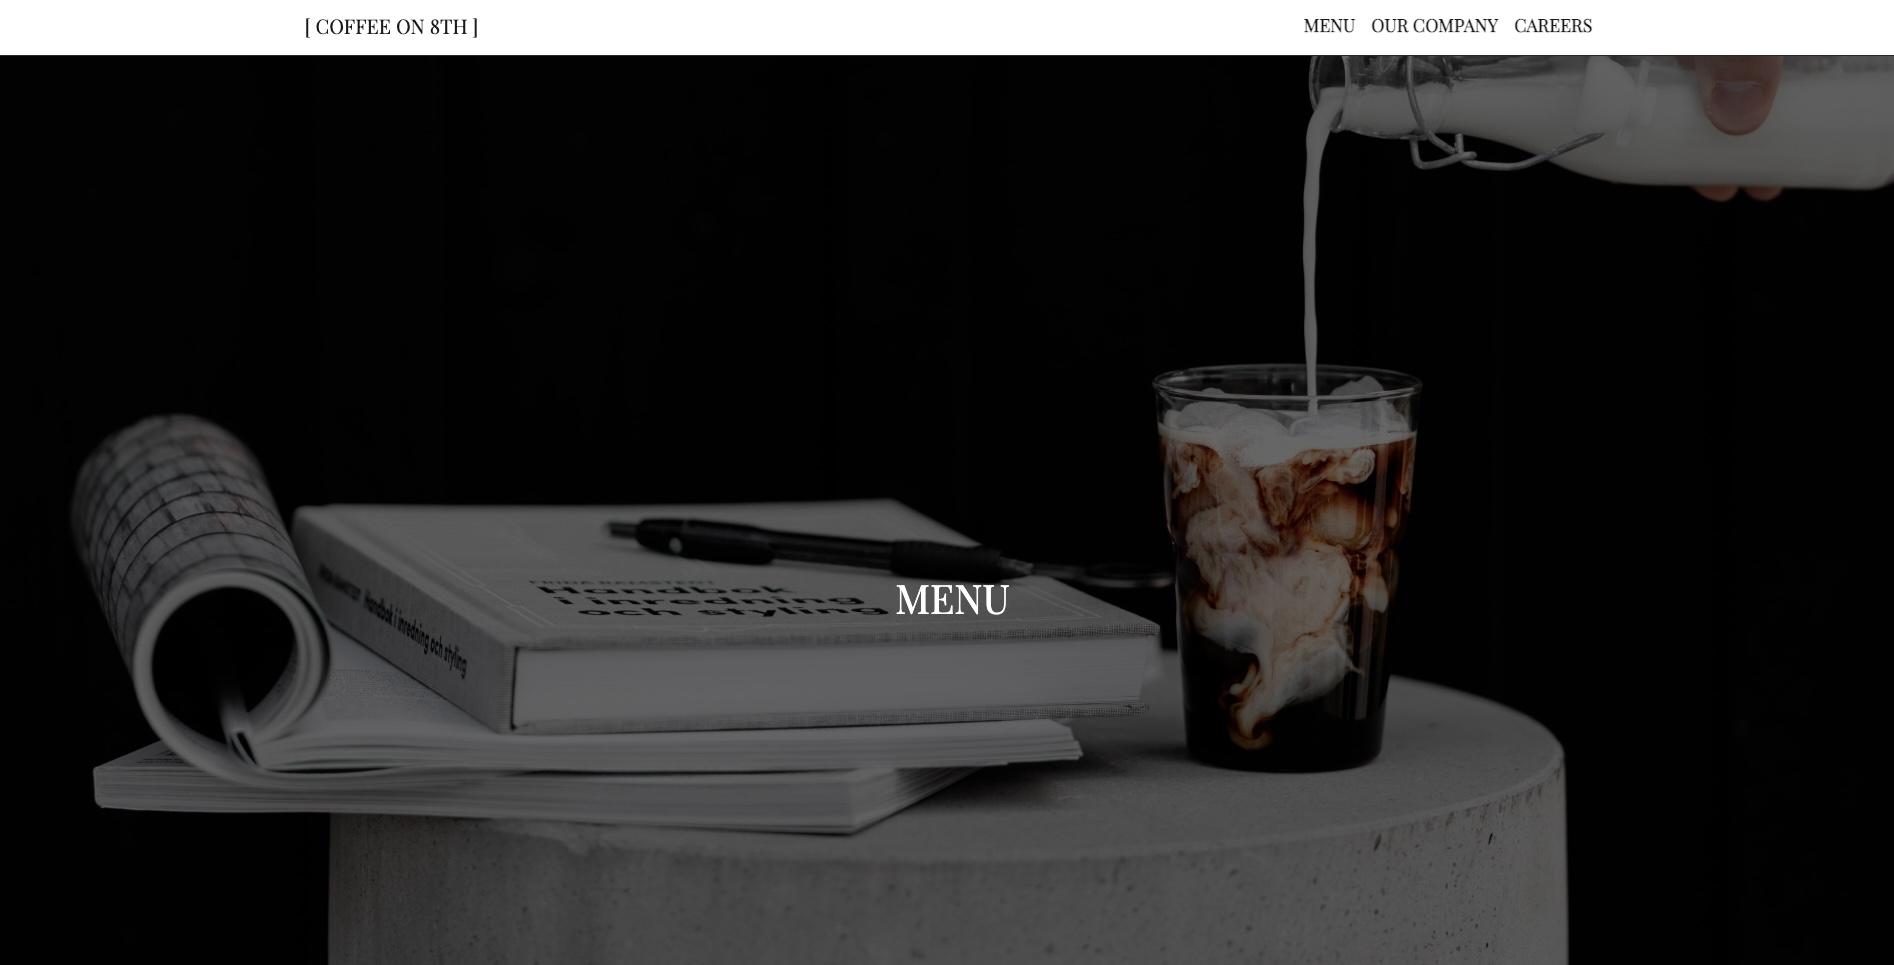 [ COFFEE ON 8TH ]
MENU OUR COMPANY CAREERS
FRIDA RAMSTEDT
Handbok
i inredning
och styling
Handbok i inredning och styling
MENU